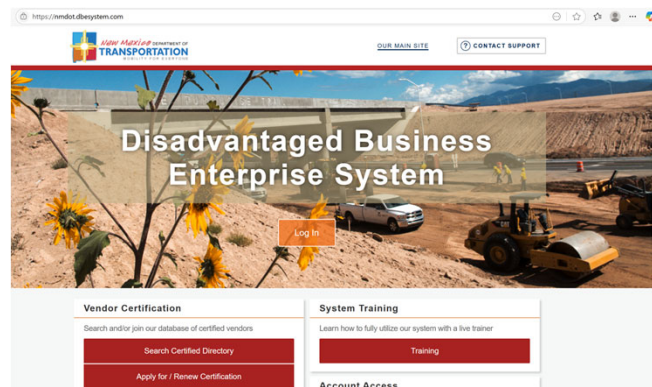 https://nmdot.dbesystem.com
New Mexico DEPARTMENT OF
TRANSPORTATION
MOBILITY FOR EVERYONE
OUR MAIN SITE
? CONTACT SUPPORT
Disadvantaged Business
Enterprise System
Log In
Vendor Certification
Search and/or join our database of certified vendors
Search Certified Directory
Apply for / Renew Certification
System Training
Learn how to fully utilize our system with a live trainer
Training
Account Access